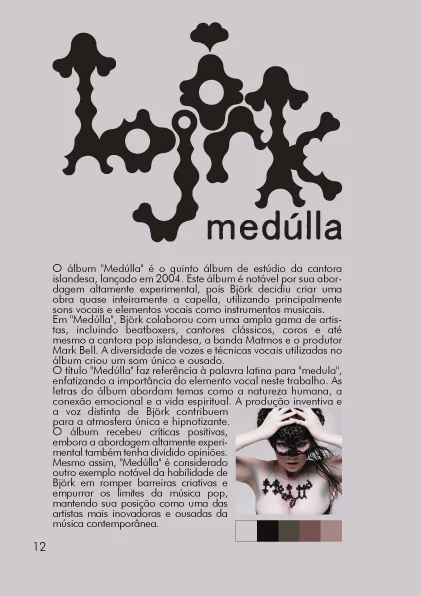 björk
medúlla
O álbum "Medúlla" é o quinto álbum de estúdio da cantora
islandesa, lançado em 2004. Este álbum é notável por sua abor-
dagem altamente experimental, pois Björk decidiu criar uma
obra quase inteiramente a capella, utilizando principalmente
sons vocais e elementos vocais como instrumentos musicais.
Em "Medúlla", Björk colaborou com uma ampla gama de artis-
tas, incluindo beatboxers, cantores clássicos, coros e até
mesmo a cantora pop islandesa, a banda Matmos e o produtor
Mark Bell. A diversidade de vozes e técnicas vocais utilizadas no
álbum criou um som único e ousado.
O título "Medúlla" faz referência à palavra latina para "medula",
enfatizando a importância do elemento vocal neste trabalho. As
letras do álbum abordan temas como a natureza humana, a
conexão emocional e a vida espiritual. A produção inventiva e
a voz distinta de Björk contribuem
para a atmosfera única e hipnotizante.
O álbum recebeu críticas positivas,
embora a abordagem altamente experi-
mental também tenha dividido opiniões.
Mesmo assim, "Medúlla" é considerado
outro exemplo notável da habilidade de
Björk em romper barreiras criativas e
empurrar os limites da música pop,
mantendo sua posição como uma das
artistas mais inovadoras e ousadas da
música contemporânea.
12